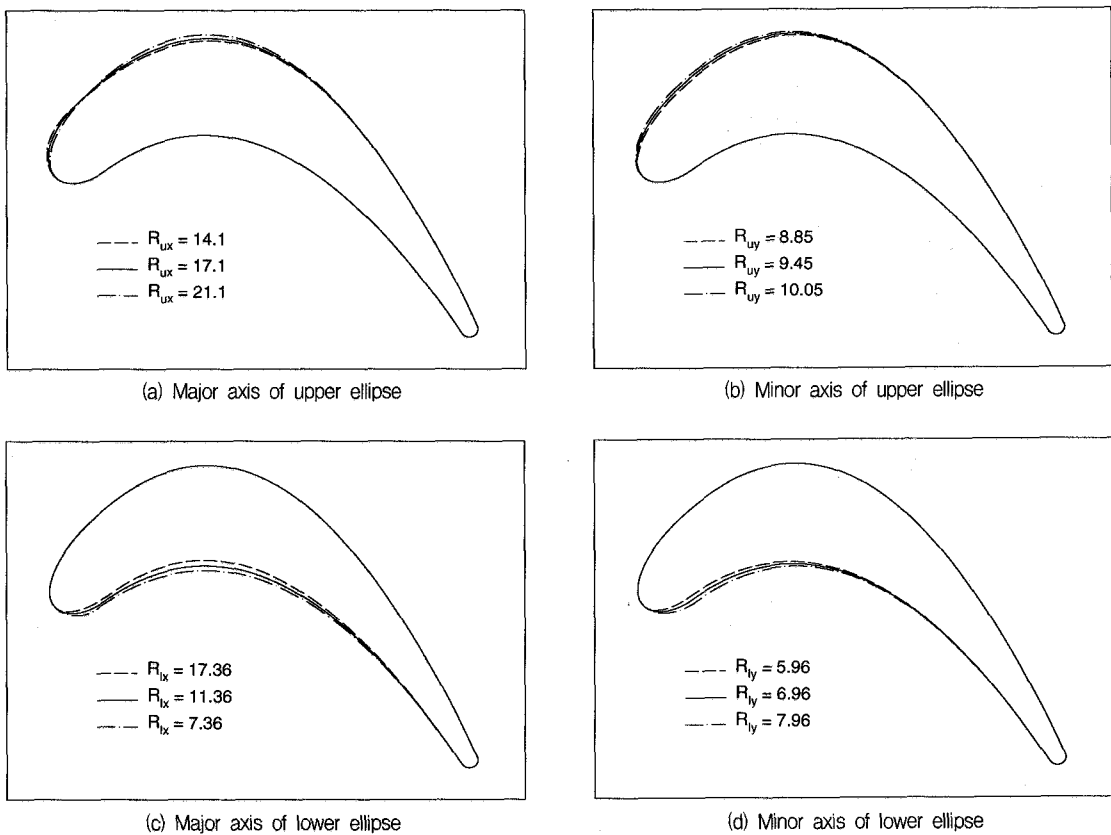 R_ux = 14.1
R_ux = 17.1
R_ux = 21.1
(a) Major axis of upper ellipse
R_uy = 8.85
R_uy = 9.45
R_uy = 10.05
(b) Minor axis of upper ellipse
R_lx = 17.36
R_lx = 11.36
R_lx = 7.36
(c) Major axis of lower ellipse
R_ly = 5.96
R_ly = 6.96
R_ly = 7.96
(d) Minor axis of lower ellipse